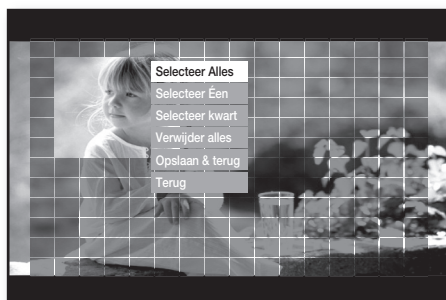 Selecteer Alles
Selecteer Één
Selecteer kwart
Verwijder alles
Opslaan & terug
Terug